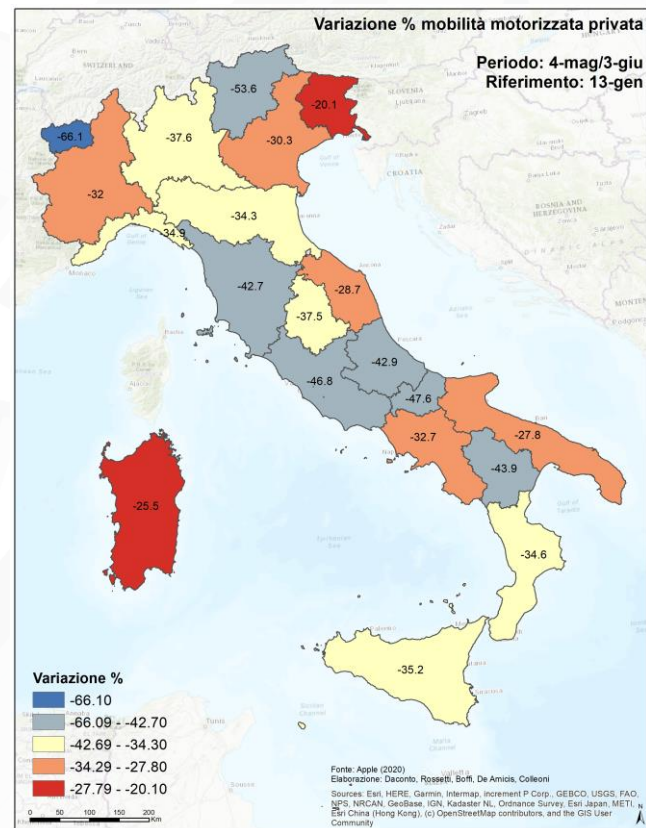 Variazione % mobilità motorizzata privata
Periodo: 4-mag/3-giu
Riferimento: 13-gen
SWITZERLAND
SLOVENIA
CROATIA
BOSNIA AND
HERZEGOVINA
Monaco
-53.6
-20.1
-66.1
-37.6
-30.3
-32
-34.3
-34.9
-28.7
-42.7
-37.5
-42.9
-46.8
-47.6
-27.8
-32.7
-43.9
-25.5
-34.6
-35.2
Tunis
Valletta
Variazione %
-66.10
-66.09 - -42.70
-42.69 - -34.30
-34.29 - -27.80
-27.79 - -20.10
0 50 100 200
Km
Fonte: Apple (2020)
Elaborazione: Daconto, Rossetti, Boffi, De Amicis, Colleoni
Sources: Esri, HERE, Garmin, Intermap, increment P Corp., GEBCO, USGS, FAO,
NPS, NRCAN, GeoBase, IGN, Kadaster NL, Ordnance Survey, Esri Japan, METI,
Esri China (Hong Kong), (c) OpenStreetMap contributors, and the GIS User
Community
N